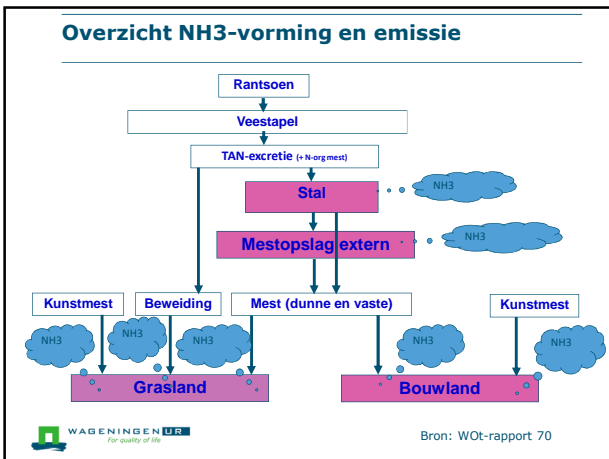 Overzicht NH3-vorming en emissie
Rantsoen
Veestapel
TAN-excretie (+ N-org mest)
NH3
Stal
NH3
Mestopslag extern
Kunstmest
Beweiding
Mest (dunne en vaste)
Kunstmest
NH3
NH3
NH3
NH3
NH3
Grasland
Bouwland
WAGENINGEN UR
For quality of life
Bron: WOt-rapport 70